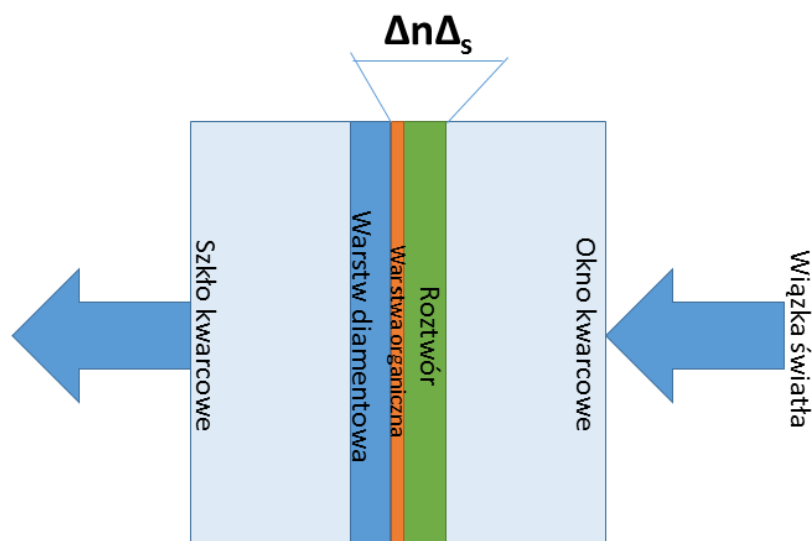 ΔnΔs
Szkło kwarcowe
Warstw diamentowa
Warstwa organiczna
Roztwór
Okno kwarcowe
Wiązka światła